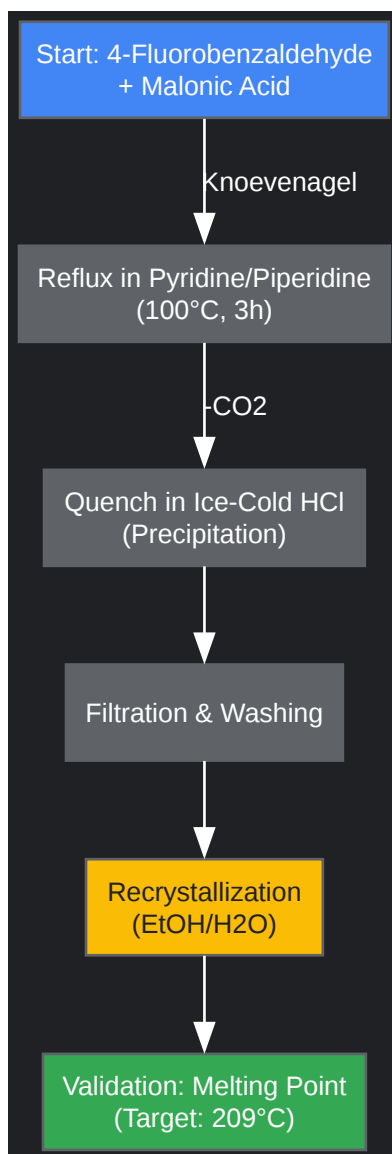 Start: 4-Fluorobenzaldehyde
+ Malonic Acid
Knoevenagel
Reflux in Pyridine/Piperidine
(100°C, 3h)
-CO2
Quench in Ice-Cold HCl
(Precipitation)
Filtration & Washing
Recrystallization
(EtOH/H2O)
Validation: Melting Point
(Target: 209°C)